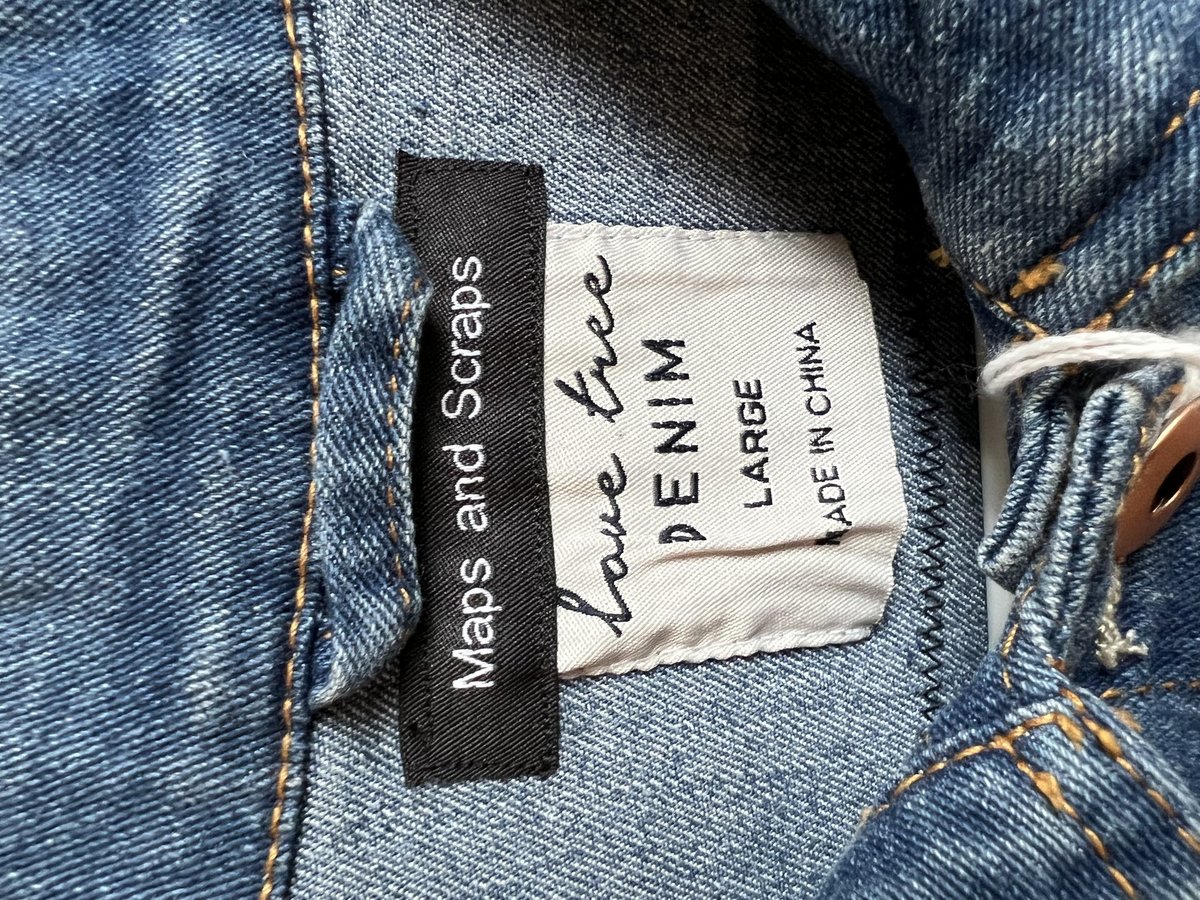 Maps and Scraps
love tree
DENIM
LARGE
MADE IN CHINA